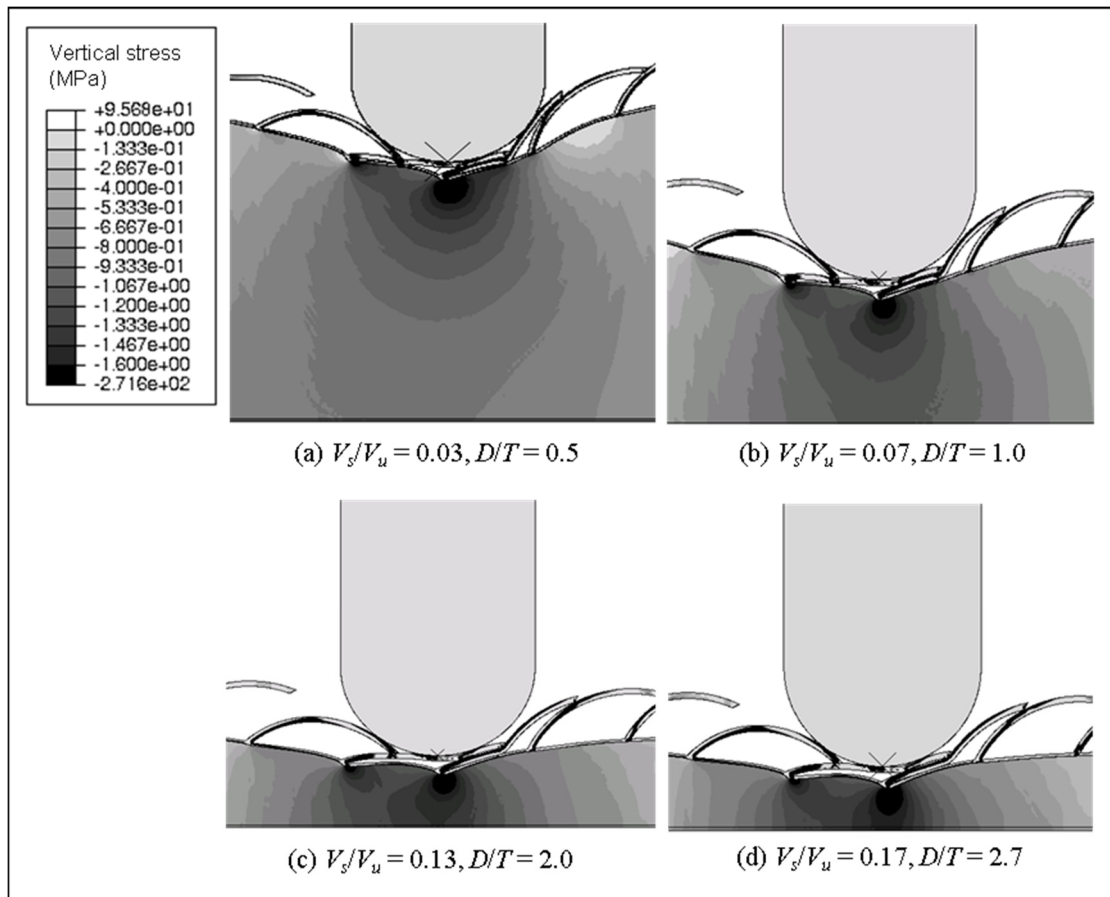 Vertical stress
(MPa)
+9.568e+01
+0.000e+00
-1.333e-01
-2.667e-01
-4.000e-01
-5.333e-01
-6.667e-01
-8.000e-01
-9.333e-01
-1.067e+00
-1.200e+00
-1.333e+00
-1.467e+00
-1.600e+00
-2.716e+02
(a) Vs/Vu = 0.03, D/T = 0.5
(b) Vs/Vu = 0.07, D/T = 1.0
(c) Vs/Vu = 0.13, D/T = 2.0
(d) Vs/Vu = 0.17, D/T = 2.7